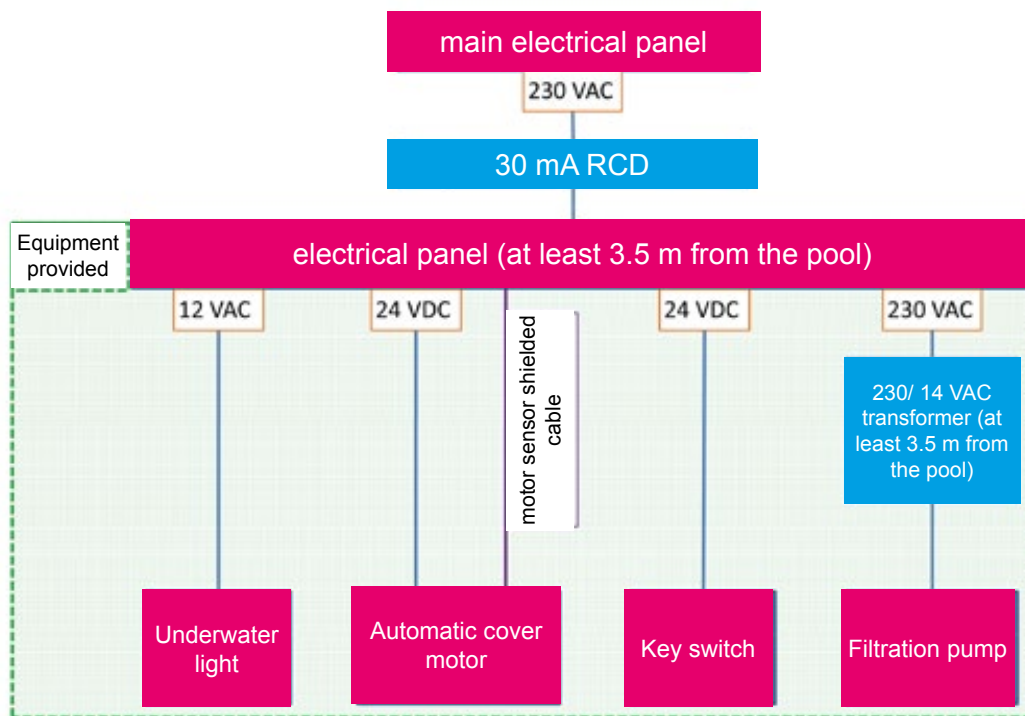 main electrical panel
230 VAC
30 mA RCD
Equipment
provided
electrical panel (at least 3.5 m from the pool)
12 VAC
24 VDC
motor sensor shielded
cable
24 VDC
230 VAC
230/ 14 VAC
transformer (at
least 3.5 m from
the pool)
Underwater
light
Automatic cover
motor
Key switch
Filtration pump